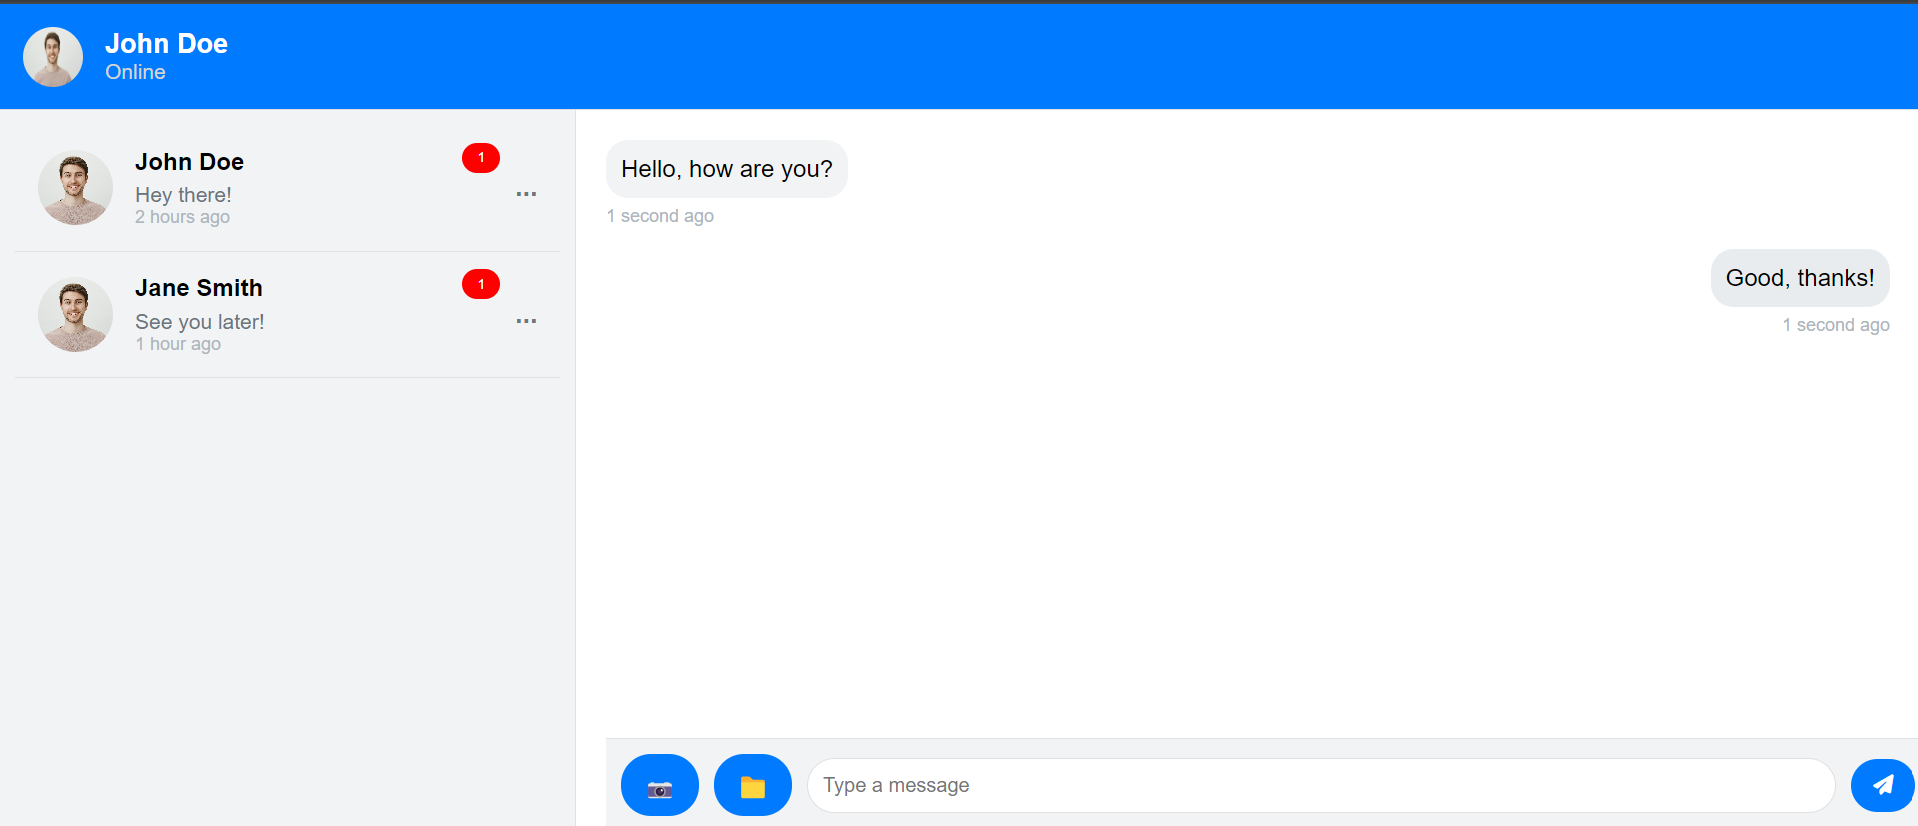 John Doe
Online
John Doe
1
Hey there!
...
2 hours ago
Jane Smith
1
See you later!
...
1 hour ago
Hello, how are you?
1 second ago
Good, thanks!
1 second ago
Type a message